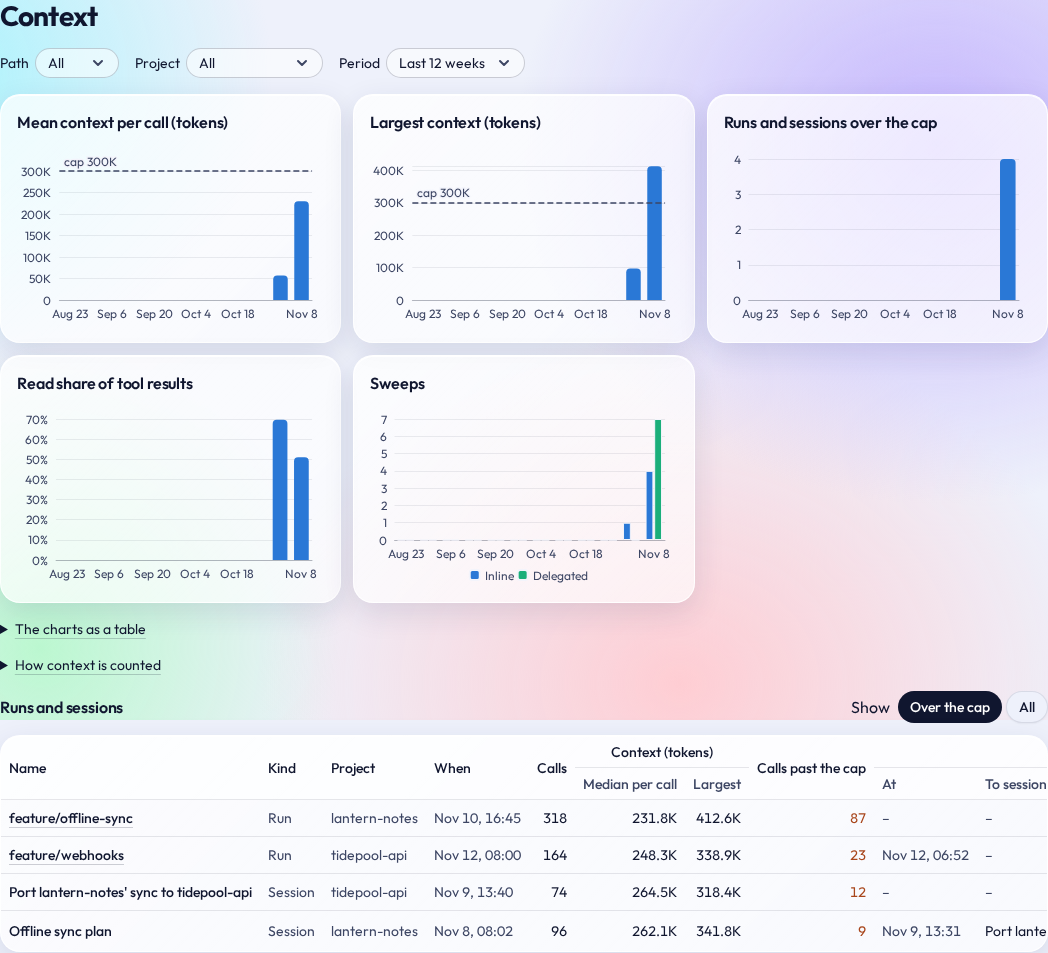 Context
Path All Project All Period Last 12 weeks
Mean context per call (tokens)
cap 300K
300K
250K
200K
150K
100K
50K
0
Aug 23 Sep 6 Sep 20 Oct 4 Oct 18 Nov 8
Largest context (tokens)
400K
cap 300K
300K
200K
100K
0
Aug 23 Sep 6 Sep 20 Oct 4 Oct 18 Nov 8
Runs and sessions over the cap
4
3
2
1
0
Aug 23 Sep 6 Sep 20 Oct 4 Oct 18 Nov 8
Read share of tool results
70%
60%
50%
40%
30%
20%
10%
0%
Aug 23 Sep 6 Sep 20 Oct 4 Oct 18 Nov 8
Sweeps
7
6
5
4
3
2
1
0
Aug 23 Sep 6 Sep 20 Oct 4 Oct 18 Nov 8
Inline Delegated
The charts as a table
How context is counted
Runs and sessions Show Over the cap All
Context (tokens)
Name Kind Project When Calls Calls past the cap
Median per call Largest At To session
feature/offline-sync Run lantern-notes Nov 10, 16:45 318 231.8K 412.6K 87 – –
feature/webhooks Run tidepool-api Nov 12, 08:00 164 248.3K 338.9K 23 Nov 12, 06:52 –
Port lantern-notes' sync to tidepool-api Session tidepool-api Nov 9, 13:40 74 264.5K 318.4K 12 – –
Offline sync plan Session lantern-notes Nov 8, 08:02 96 262.1K 341.8K 9 Nov 9, 13:31 Port lante